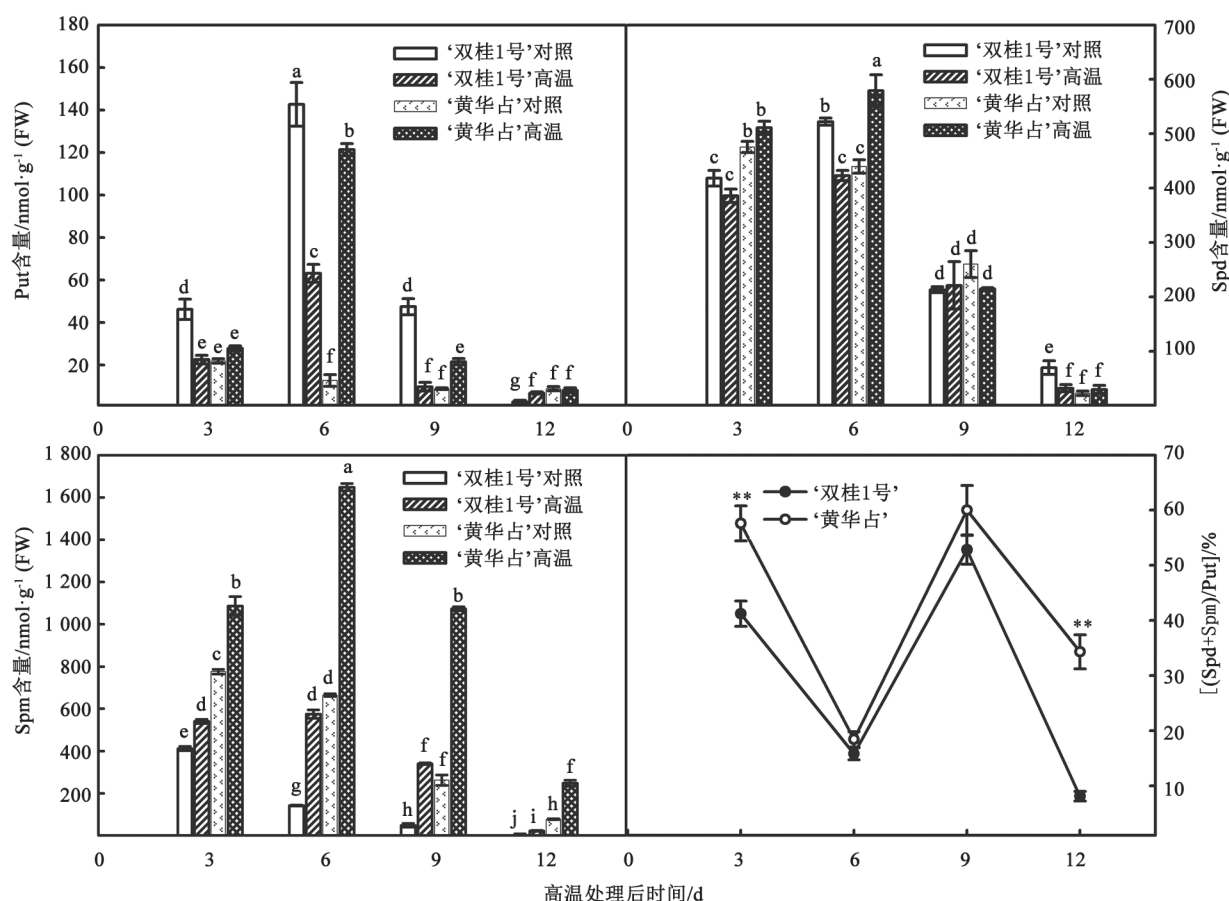 180
160
140
120
100
80
60
40
20
Put含量/nmol·g⁻¹ (FW)
‘双桂1号’对照
‘双桂1号’高温
‘黄华占’对照
‘黄华占’高温
d e e e
a c f b
d f f e
g f f f
0 3 6 9 12
‘双桂1号’对照
‘双桂1号’高温
‘黄华占’对照
‘黄华占’高温
c c b b
b c c a
d d d d
e f f f
700
600
500
400
300
200
100
Spd含量/nmol·g⁻¹ (FW)
0 3 6 9 12
1 800
1 600
1 400
1 200
1 000
800
600
400
200
Spm含量/nmol·g⁻¹ (FW)
‘双桂1号’对照
‘双桂1号’高温
‘黄华占’对照
‘黄华占’高温
e d c b
g d d a
h f f b
j i h f
0 3 6 9 12
‘双桂1号’
‘黄华占’
**
**
70
60
50
40
30
20
10
[(Spd+Spm)/Put]/%
0 3 6 9 12
高温处理后时间/d